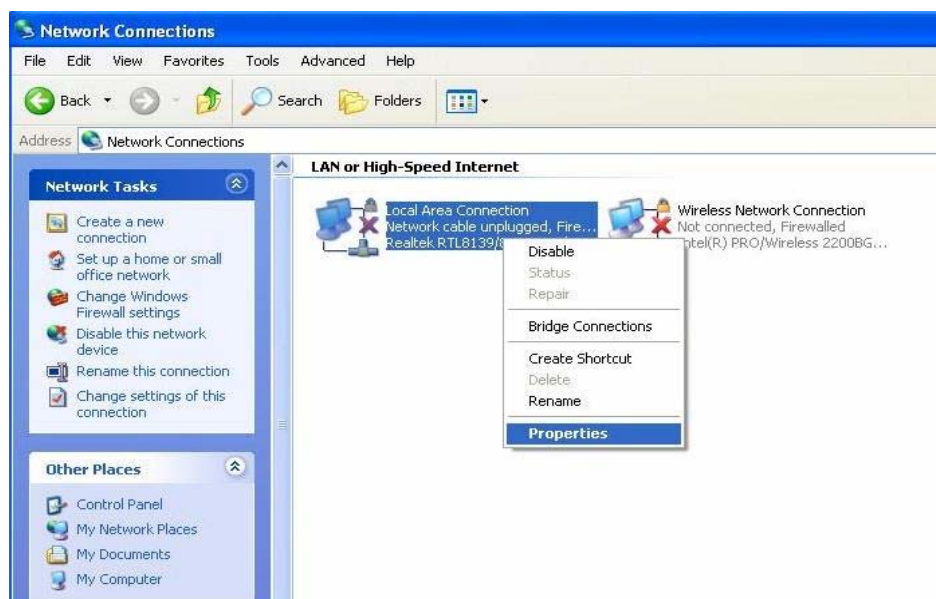 Network Connections
File Edit View Favorites Tools Advanced Help
Back Search Folders
Address Network Connections
Network Tasks
Create a new
connection
Set up a home or small
office network
Change Windows
Firewall settings
Disable this network
device
Rename this connection
Change settings of this
connection
Other Places
Control Panel
My Network Places
My Documents
My Computer
LAN or High-Speed Internet
Local Area Connection
Network cable unplugged, Fire...
Realtek RTL8139/
Wireless Network Connection
Not connected, Firewalled
Intel(R) PRO/Wireless 2200BG...
Disable
Status
Repair
Bridge Connections
Create Shortcut
Delete
Rename
Properties